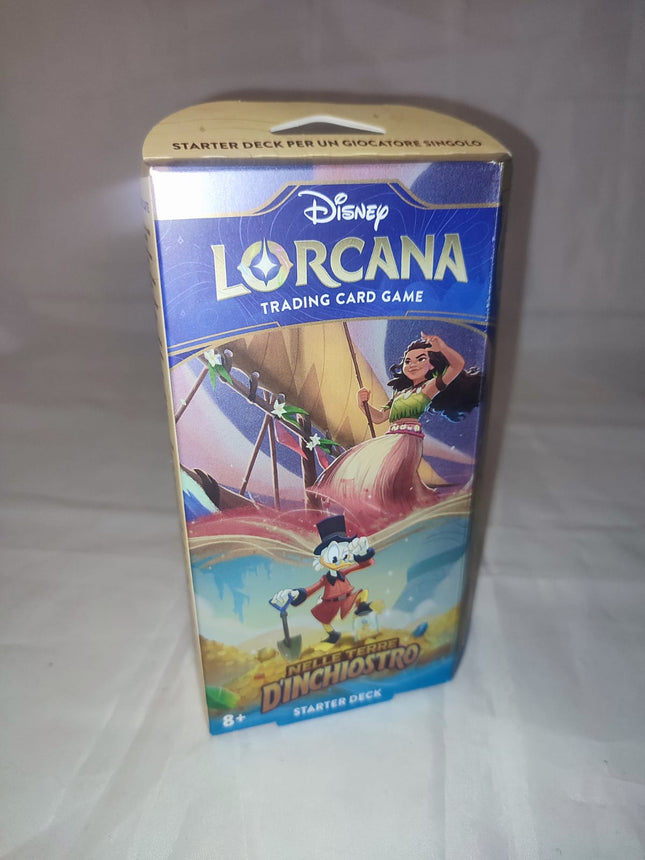 STARTER DECK PER UN GIOCATORE SINGOLO
Disney
LORCANA
TRADING CARD GAME
NELLE TERRE
D'INCHIOSTRO
8+
STARTER DECK